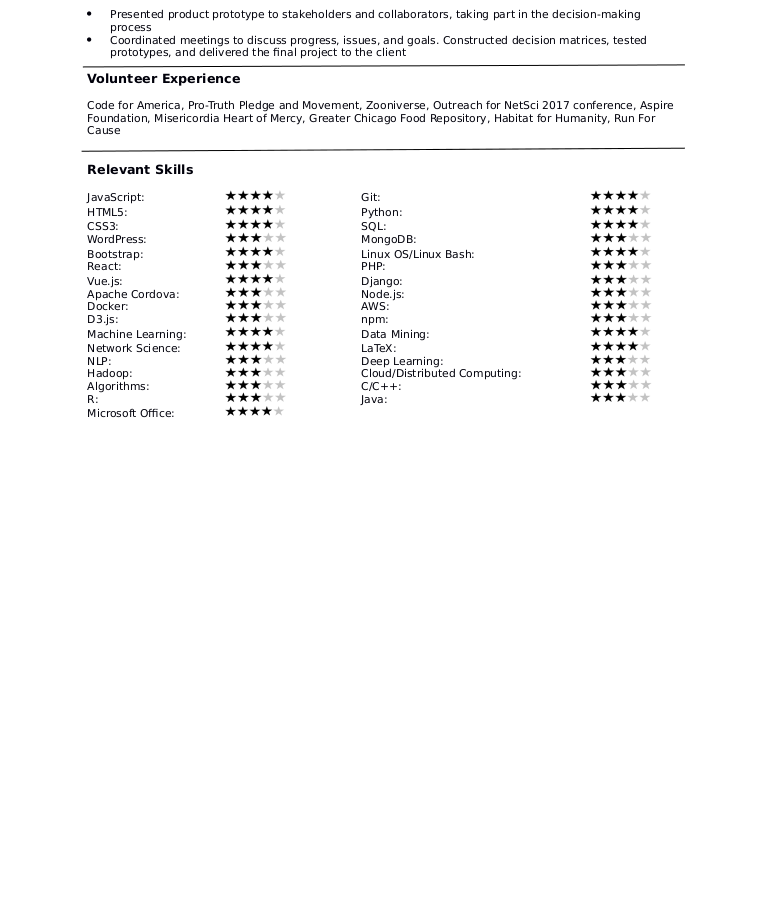 • Presented product prototype to stakeholders and collaborators, taking part in the decision-making
process
• Coordinated meetings to discuss progress, issues, and goals. Constructed decision matrices, tested
prototypes, and delivered the final project to the client
Volunteer Experience
Code for America, Pro-Truth Pledge and Movement, Zooniverse, Outreach for NetSci 2017 conference, Aspire
Foundation, Misericordia Heart of Mercy, Greater Chicago Food Repository, Habitat for Humanity, Run For
Cause
Relevant Skills
JavaScript: ★★★★★ Git: ★★★★★
HTML5: ★★★★★ Python: ★★★★★
CSS3: ★★★★★ SQL: ★★★★★
WordPress: ★★★★★ MongoDB: ★★★★★
Bootstrap: ★★★★★ Linux OS/Linux Bash: ★★★★★
React: ★★★★★ PHP: ★★★★★
Vue.js: ★★★★★ Django: ★★★★★
Apache Cordova: ★★★★★ Node.js: ★★★★★
Docker: ★★★★★ AWS: ★★★★★
D3.js: ★★★★★ npm: ★★★★★
Machine Learning: ★★★★★ Data Mining: ★★★★★
Network Science: ★★★★★ LaTeX: ★★★★★
NLP: ★★★★★ Deep Learning: ★★★★★
Hadoop: ★★★★★ Cloud/Distributed Computing: ★★★★★
Algorithms: ★★★★★ C/C++: ★★★★★
R: ★★★★★ Java: ★★★★★
Microsoft Office: ★★★★★